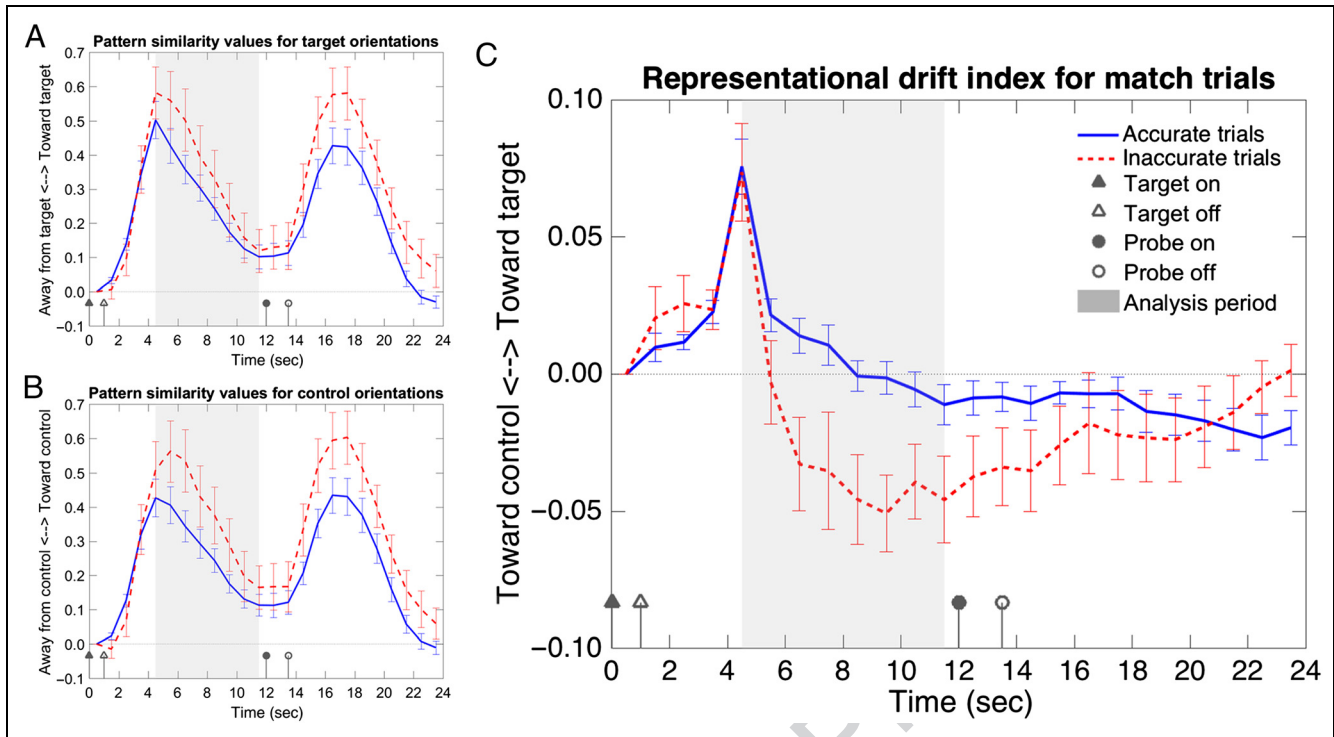 A
Pattern similarity values for target orientations
Away from target <--> Toward target
0.7
0.6
0.5
0.4
0.3
0.2
0.1
0.0
−0.1
0 2 4 6 8 10 12 14 16 18 20 22 24
Time (sec)
B
Pattern similarity values for control orientations
Away from control <--> Toward control
0.7
0.6
0.5
0.4
0.3
0.2
0.1
0.0
−0.1
0 2 4 6 8 10 12 14 16 18 20 22 24
Time (sec)
C
Representational drift index for match trials
Toward control <--> Toward target
0.10
0.05
0.00
−0.05
−0.10
Accurate trials
Inaccurate trials
Target on
Target off
Probe on
Probe off
Analysis period
0 2 4 6 8 10 12 14 16 18 20 22 24
Time (sec)